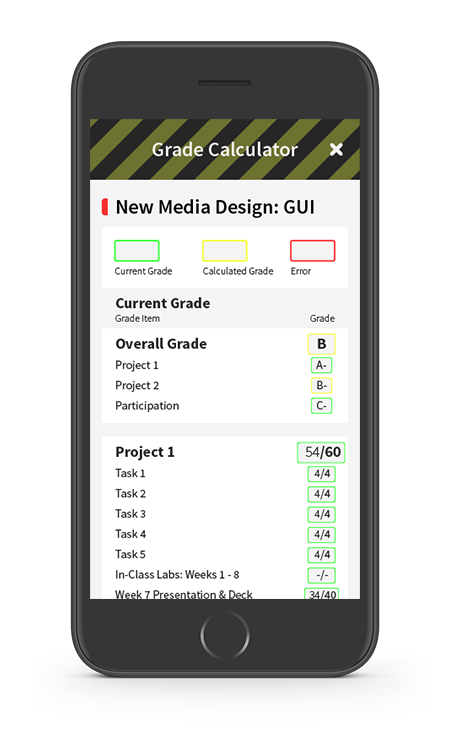 Grade Calculator
New Media Design: GUI
Current Grade Calculated Grade Error
Current Grade
Grade Item Grade
Overall Grade B
Project 1 A-
Project 2 B-
Participation C-
Project 1 54/60
Task 1 4/4
Task 2 4/4
Task 3 4/4
Task 4 4/4
Task 5 4/4
In-Class Labs: Weeks 1 - 8 -/-
Week 7 Presentation & Deck 34/40